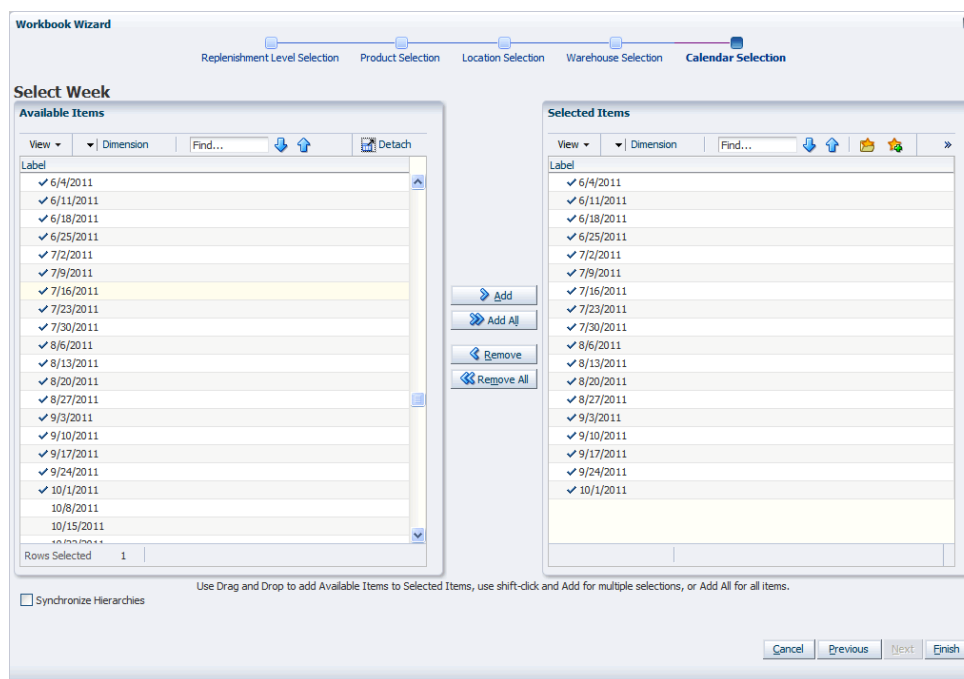 Workbook Wizard
Replenishment Level Selection Product Selection Location Selection Warehouse Selection Calendar Selection
Select Week
Available Items
View Dimension Find... Detach
Label
6/4/2011
6/11/2011
6/18/2011
6/25/2011
7/2/2011
7/9/2011
7/16/2011
7/23/2011
7/30/2011
8/6/2011
8/13/2011
8/20/2011
8/27/2011
9/3/2011
9/10/2011
9/17/2011
9/24/2011
10/1/2011
10/8/2011
10/15/2011
Rows Selected 1
Add
Add All
Remove
Remove All
Selected Items
View Dimension Find... »
Label
6/4/2011
6/11/2011
6/18/2011
6/25/2011
7/2/2011
7/9/2011
7/16/2011
7/23/2011
7/30/2011
8/6/2011
8/13/2011
8/20/2011
8/27/2011
9/3/2011
9/10/2011
9/17/2011
9/24/2011
10/1/2011
Use Drag and Drop to add Available Items to Selected Items, use shift-click and Add for multiple selections, or Add All for all items.
Synchronize Hierarchies
Cancel Previous Next Finish